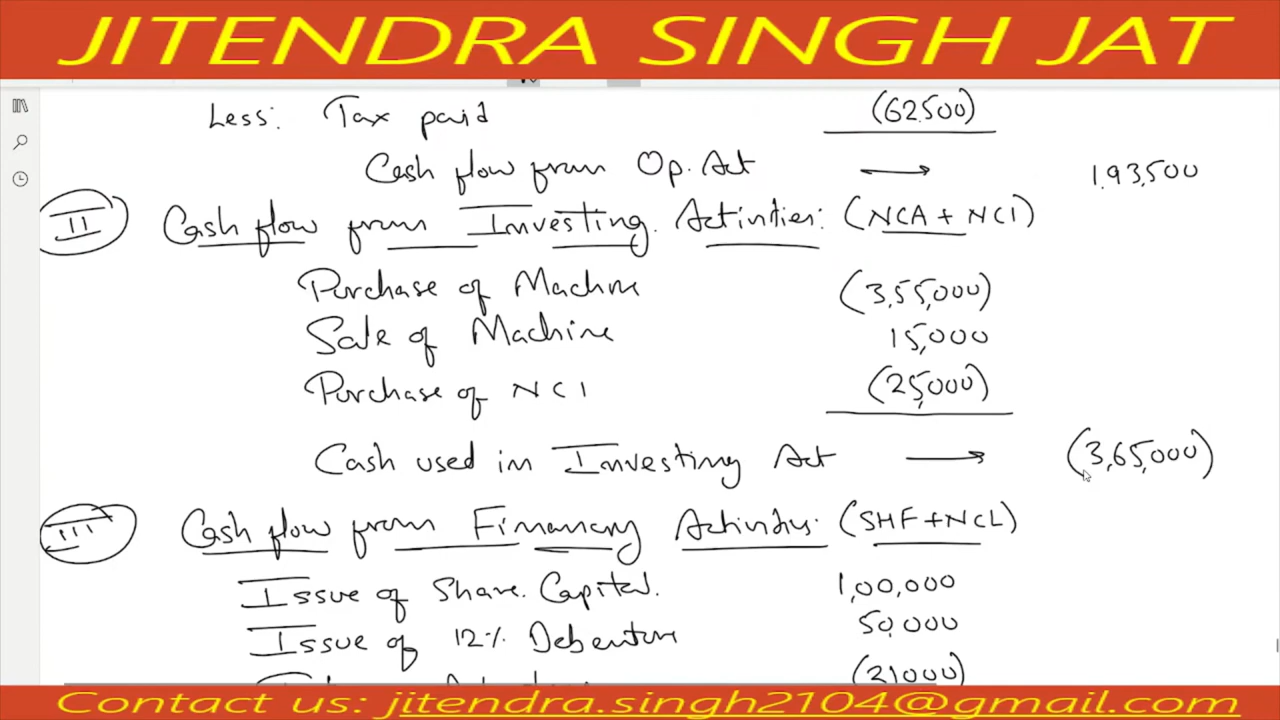 JITENDRA SINGH JAT
Less: Tax paid (62500)
Cash flow from Op. Act → 1,93,500
II Cash flow from Investing Activities: (NCA + NCI)
Purchase of Machine (3,55,000)
Sale of Machine 15,000
Purchase of NCI (25,000)
Cash used in Investing Act → (3,65,000)
III Cash flow from Financing Activities: (SHF + NCL)
Issue of Share Capital. 1,00,000
Issue of 12% Debenture 50,000
(21000)
Contact us: jitendra.singh2104@gmail.com